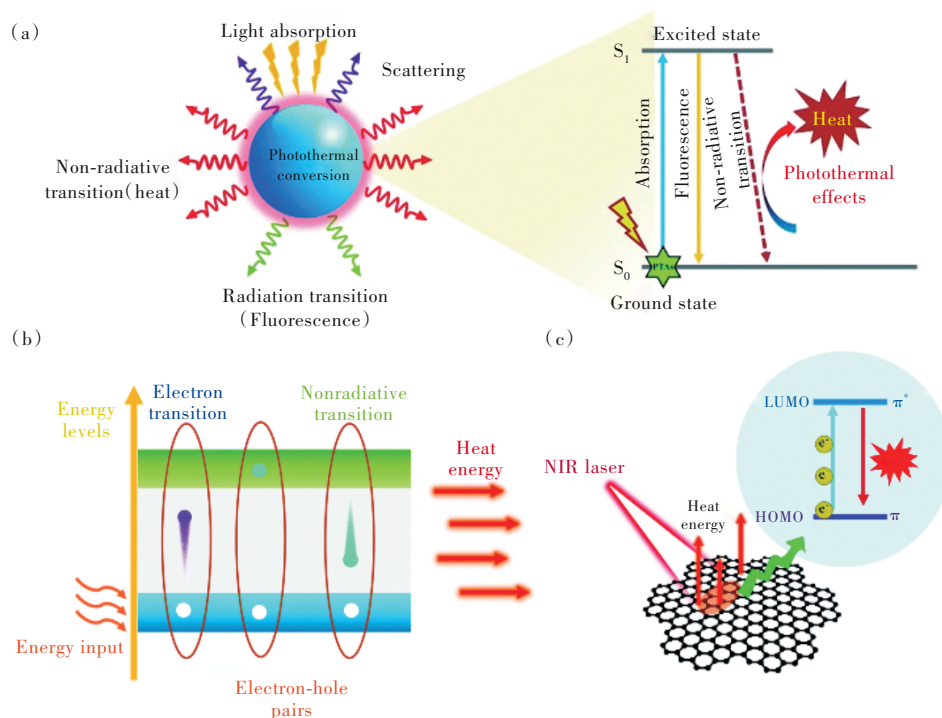 (a)
Light absorption
Scattering
Photothermal
conversion
Non-radiative
transition(heat)
Radiation transition
(Fluorescence)
S1
Excited state
Absorption
Fluorescence
Non-radiative
transition
Heat
Photothermal
effects
PTAs
S0
Ground state
(b)
Energy
levels
Electron
transition
Nonradiative
transition
Heat
energy
Energy input
Electron-hole
pairs
(c)
NIR laser
Heat
energy
LUMO
π*
e-
e-
e-
HOMO
π